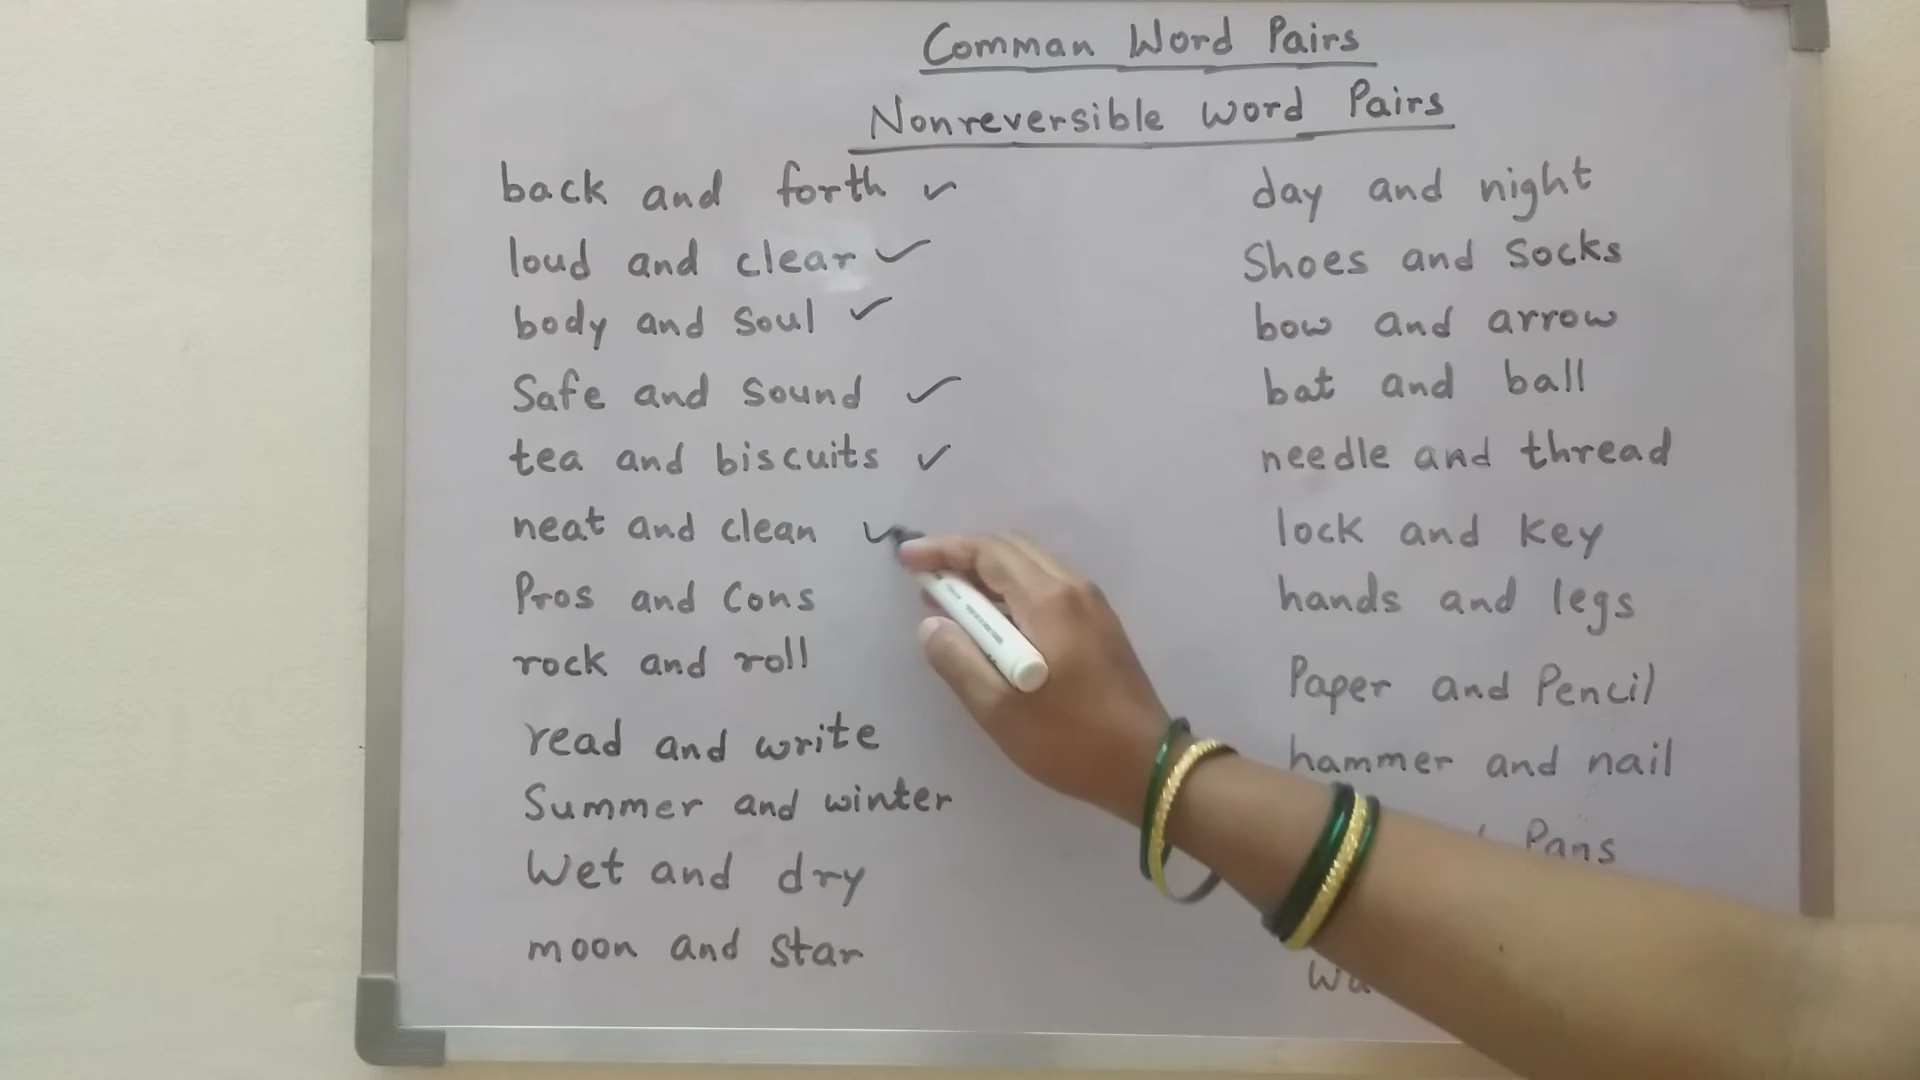 Comman Word Pairs
Nonreversible word Pairs
back and forth ✓
loud and clear ✓
body and soul ✓
Safe and sound ✓
tea and biscuits ✓
neat and clean ✓
Pros and Cons
rock and roll
read and write
Summer and winter
Wet and dry
moon and star
day and night
Shoes and socks
bow and arrow
bat and ball
needle and thread
lock and key
hands and legs
Paper and Pencil
hammer and nail
Pans